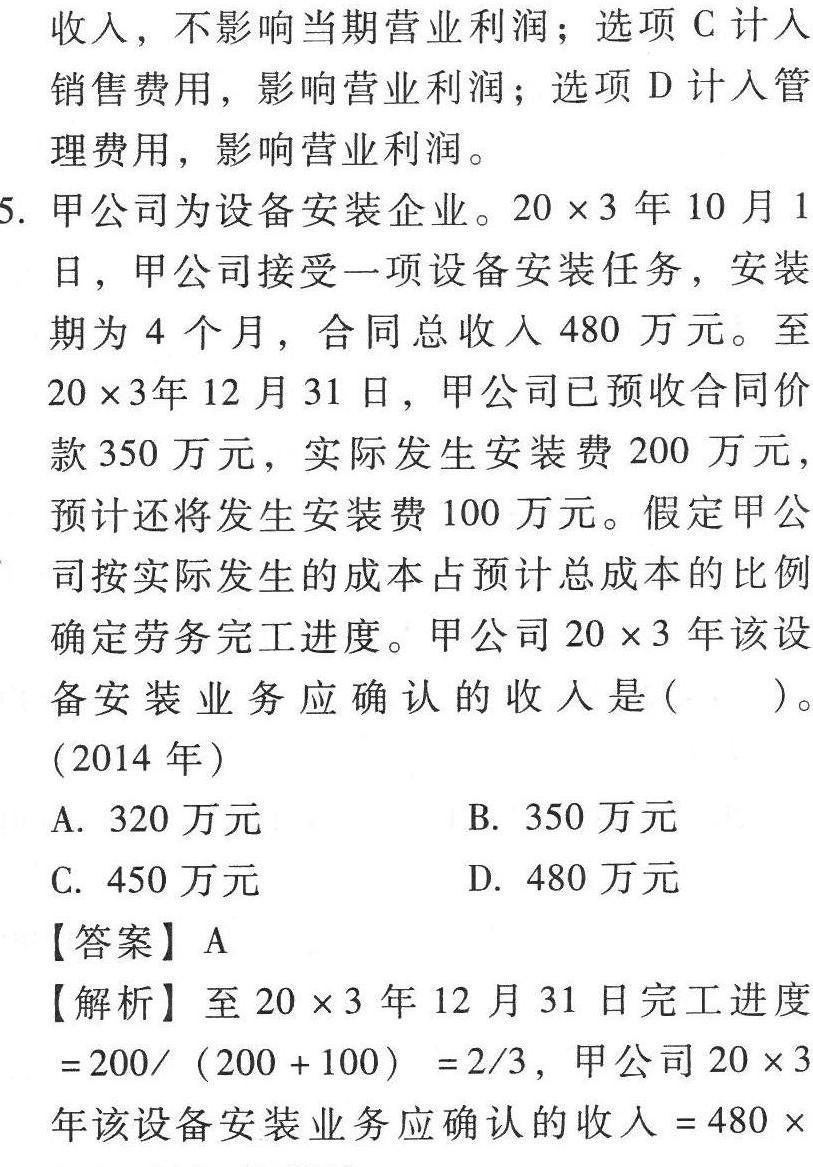 收入，不影响当期营业利润；选项 C 计入
销售费用，影响营业利润；选项 D 计入管
理费用，影响营业利润。
5. 甲公司为设备安装企业。20 ×3 年 10 月 1
日，甲公司接受一项设备安装任务，安装
期为 4 个月，合同总收入 480 万元。至
20 ×3年 12 月 31 日，甲公司已预收合同价
款 350 万元，实际发生安装费 200 万元，
预计还将发生安装费 100 万元。假定甲公
司按实际发生的成本占预计总成本的比例
确定劳务完工进度。甲公司 20 ×3 年该设
备安装业务应确认的收入是（　　）。
（2014 年）
A. 320 万元　　B. 350 万元
C. 450 万元　　D. 480 万元
【答案】 A
【解析】 至 20 ×3 年 12 月 31 日完工进度
=200/（200 +100） =2/3，甲公司 20 ×3
年该设备安装业务应确认的收入 =480 ×